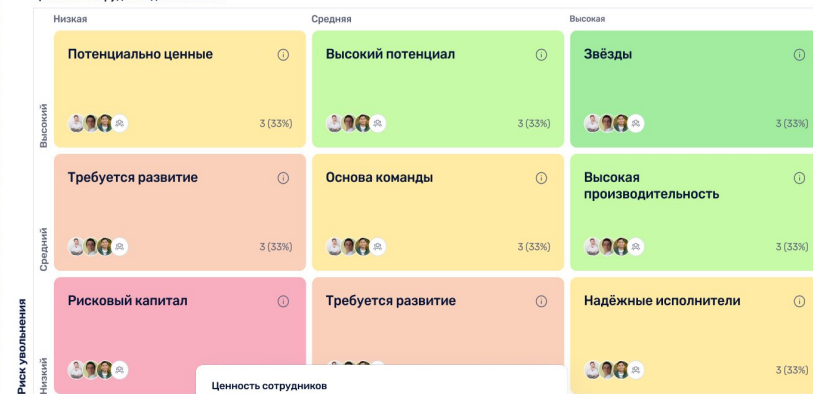 Низкая Средняя Высокая
Потенциально ценные Высокий потенциал Звёзды
Высокий
3 (33%) 3 (33%) 3 (33%)
Требуется развитие Основа команды Высокая
производительность
Средний
3 (33%) 3 (33%) 3 (33%)
Рисковый капитал Требуется развитие Надёжные исполнители
Риск увольнения
Низкий
3 (33%)
Ценность сотрудников